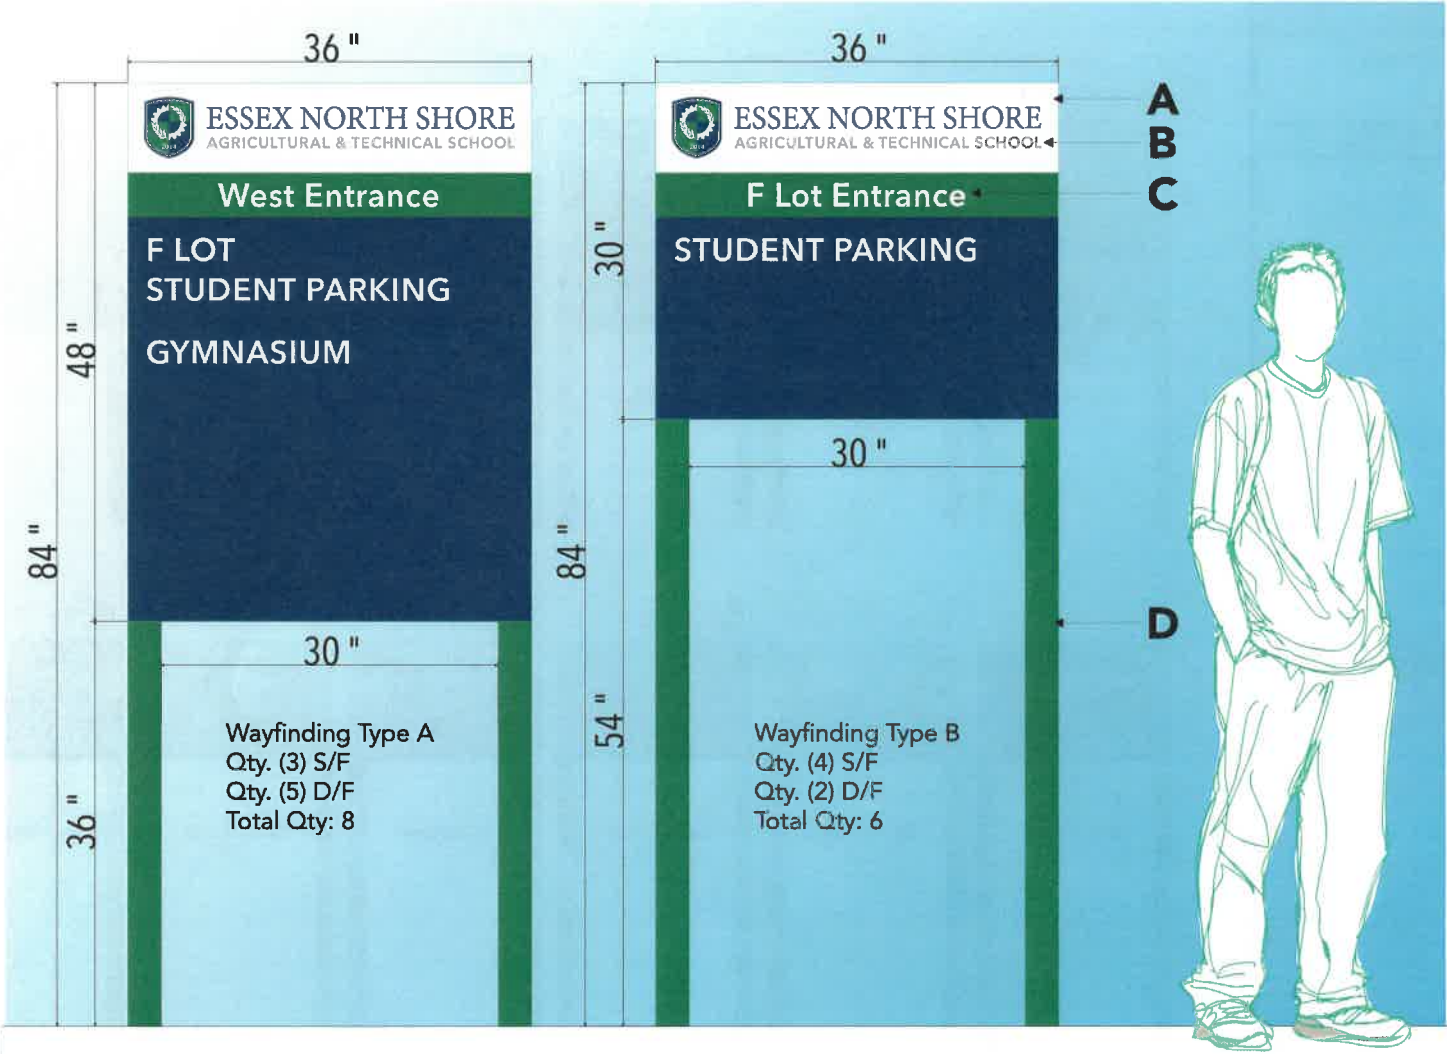 36 "
36 "
ESSEX NORTH SHORE
AGRICULTURAL & TECHNICAL SCHOOL
2014
West Entrance
F LOT
STUDENT PARKING
GYMNASIUM
48 "
84 "
36 "
30 "
Wayfinding Type A
Qty. (3) S/F
Qty. (5) D/F
Total Qty: 8
ESSEX NORTH SHORE
AGRICULTURAL & TECHNICAL SCHOOL
2014
F Lot Entrance
STUDENT PARKING
30 "
84 "
54 "
30 "
Wayfinding Type B
Qty. (4) S/F
Qty. (2) D/F
Total Qty: 6
A
B
C
D